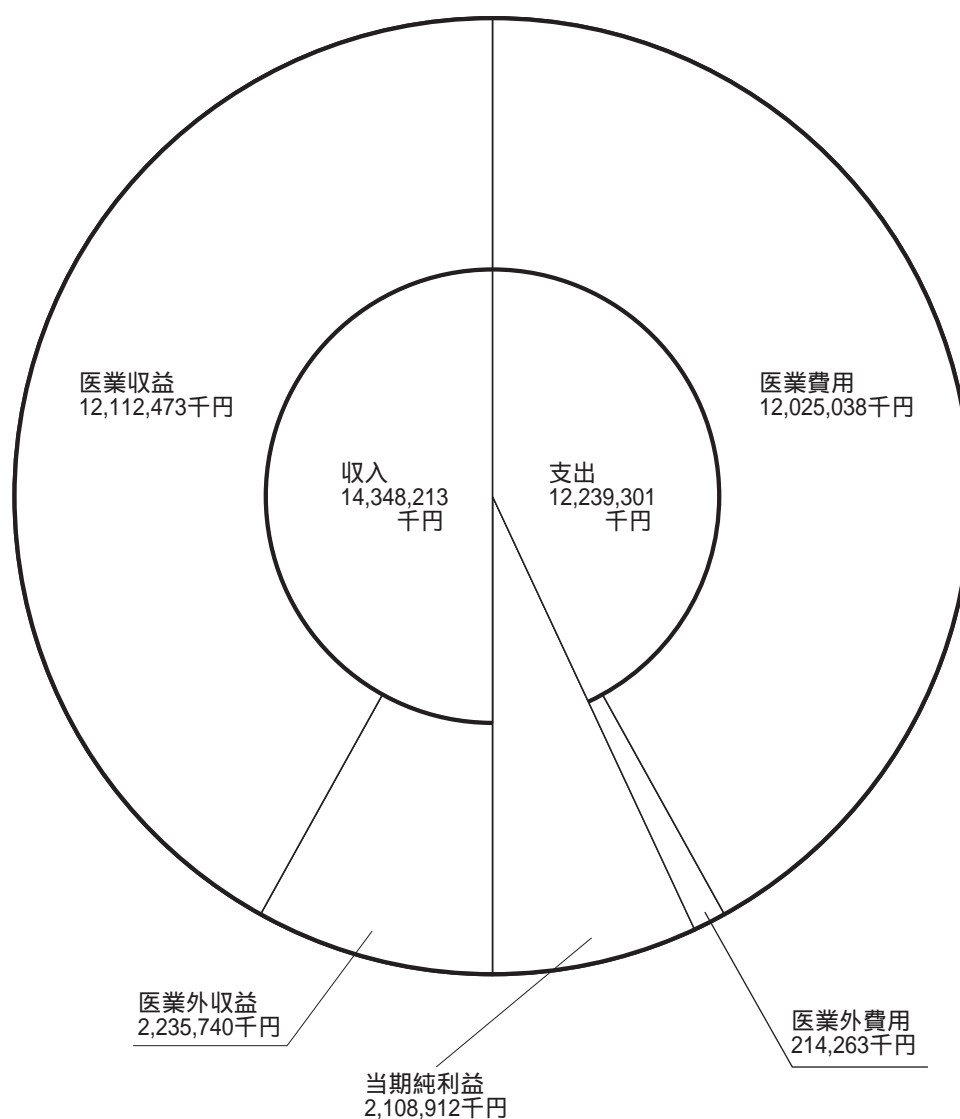 医業収益
12,112,473千円
医業費用
12,025,038千円
収入
14,348,213
千円
支出
12,239,301
千円
医業外収益
2,235,740千円
医業外費用
214,263千円
当期純利益
2,108,912千円